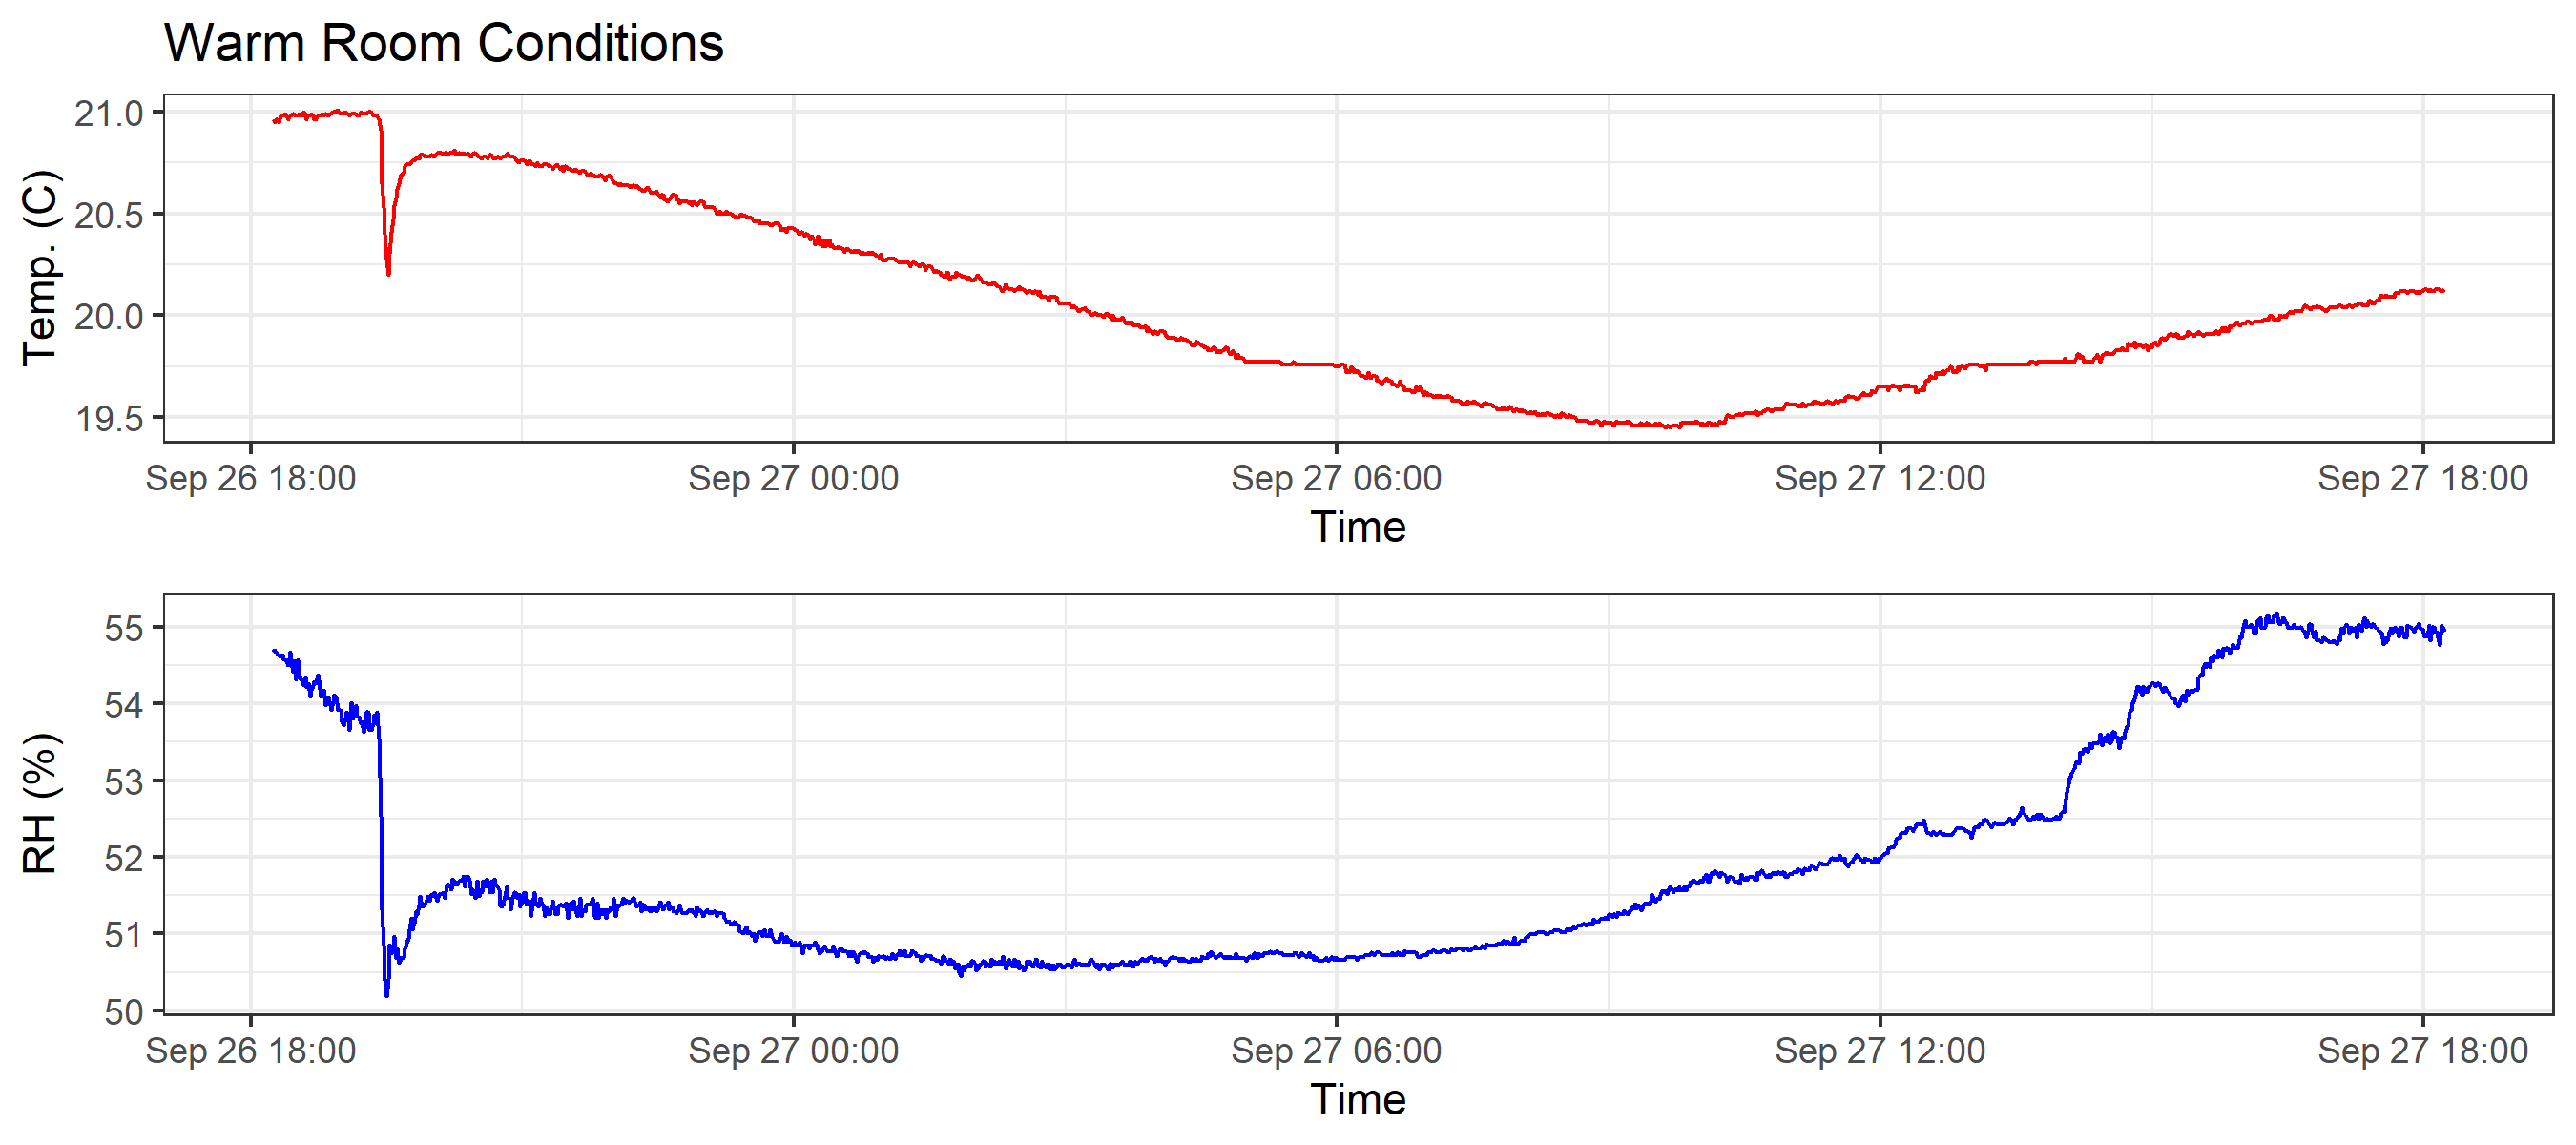 Warm Room Conditions
21.0
20.5
20.0
19.5
Temp. (C)
Sep 26 18:00 Sep 27 00:00 Sep 27 06:00 Sep 27 12:00 Sep 27 18:00
Time
55
54
53
52
51
50
RH (%)
Sep 26 18:00 Sep 27 00:00 Sep 27 06:00 Sep 27 12:00 Sep 27 18:00
Time